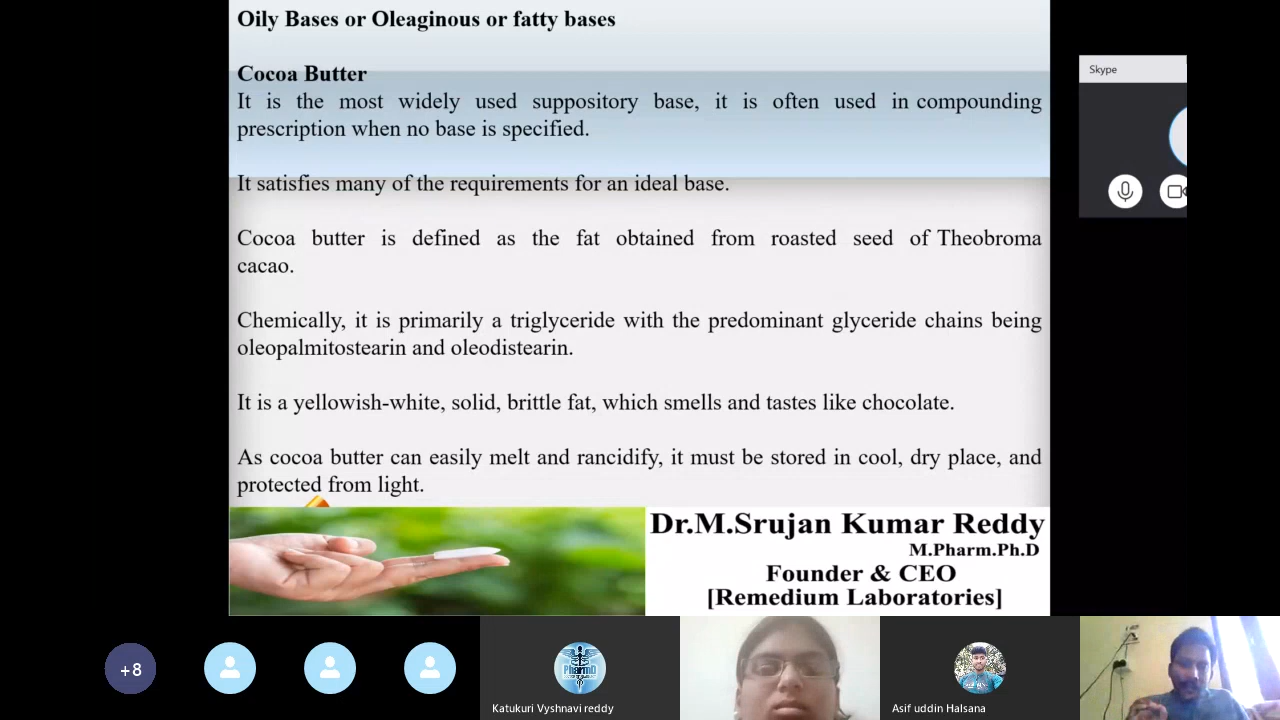 Oily Bases or Oleaginous or fatty bases
Cocoa Butter
It is the most widely used suppository base, it is often used in compounding
prescription when no base is specified.
It satisfies many of the requirements for an ideal base.
Cocoa butter is defined as the fat obtained from roasted seed of Theobroma
cacao.
Chemically, it is primarily a triglyceride with the predominant glyceride chains being
oleopalmitostearin and oleodistearin.
It is a yellowish-white, solid, brittle fat, which smells and tastes like chocolate.
As cocoa butter can easily melt and rancidify, it must be stored in cool, dry place, and
protected from light.
Dr.M.Srujan Kumar Reddy
M.Pharm.Ph.D
Founder & CEO
[Remedium Laboratories]
Skype
+8
PharmD
Katukuri Vyshnavi reddy
Asif uddin Halsana